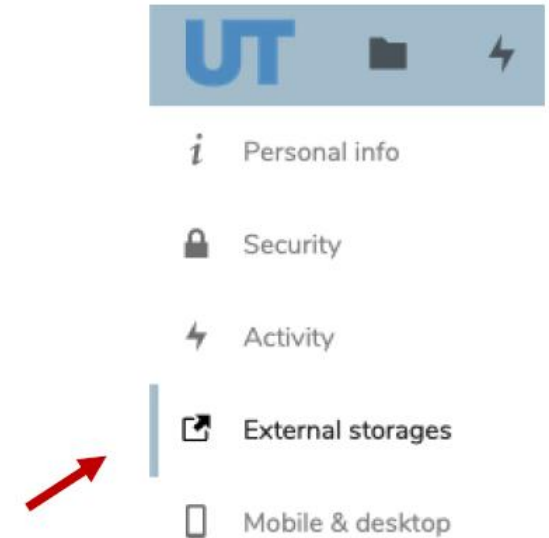 UT
Personal info
Security
Activity
External storages
Mobile & desktop